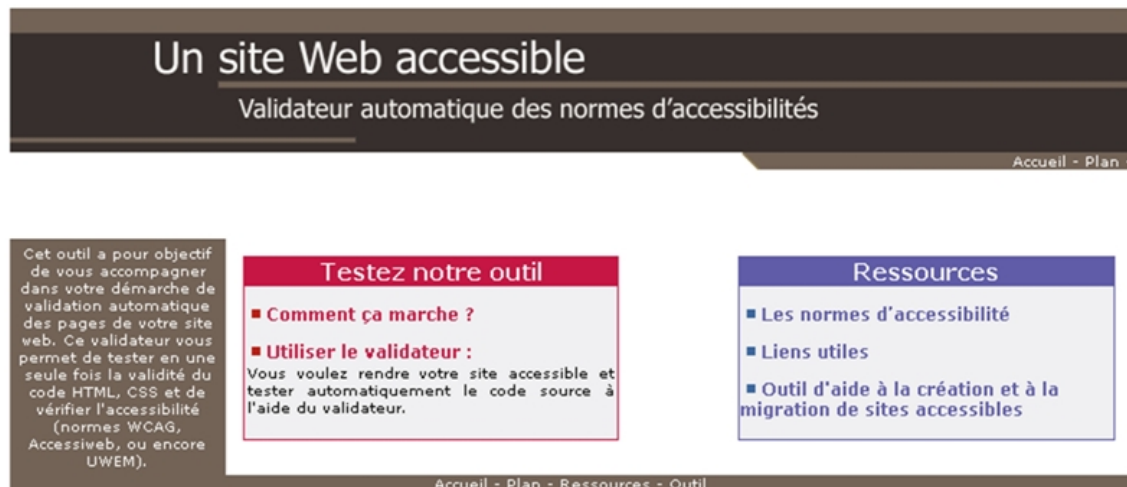 Un site Web accessible
Validateur automatique des normes d'accessibilités
Accueil - Plan -
Cet outil a pour objectif
de vous accompagner
dans votre démarche de
validation automatique
des pages de votre site
web. Ce validateur vous
permet de tester en une
seule fois la validité du
code HTML, CSS et de
vérifier l'accessibilité
(normes WCAG,
Accessiweb, ou encore
UWEM).
Testez notre outil
Comment ça marche ?
Utiliser le validateur :
Vous voulez rendre votre site accessible et
tester automatiquement le code source à
l'aide du validateur.
Ressources
Les normes d'accessibilité
Liens utiles
Outil d'aide à la création et à la
migration de sites accessibles
Accueil - Plan - Ressources - Outil